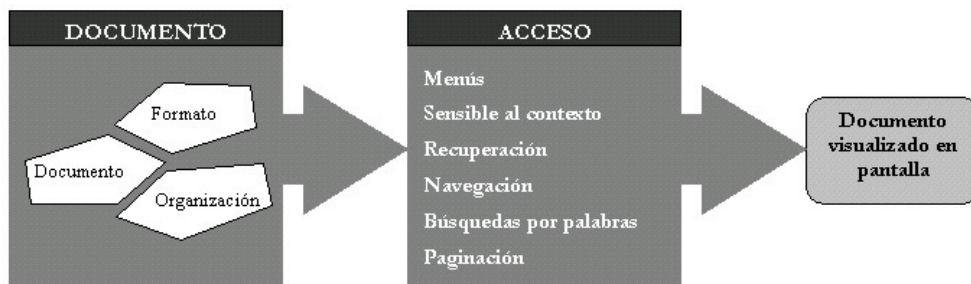 DOCUMENTO
Formato
Documento
Organización
ACCESO
Menús
Sensible al contexto
Recuperación
Navegación
Búsquedas por palabras
Paginación
Documento
visualizado en
pantalla